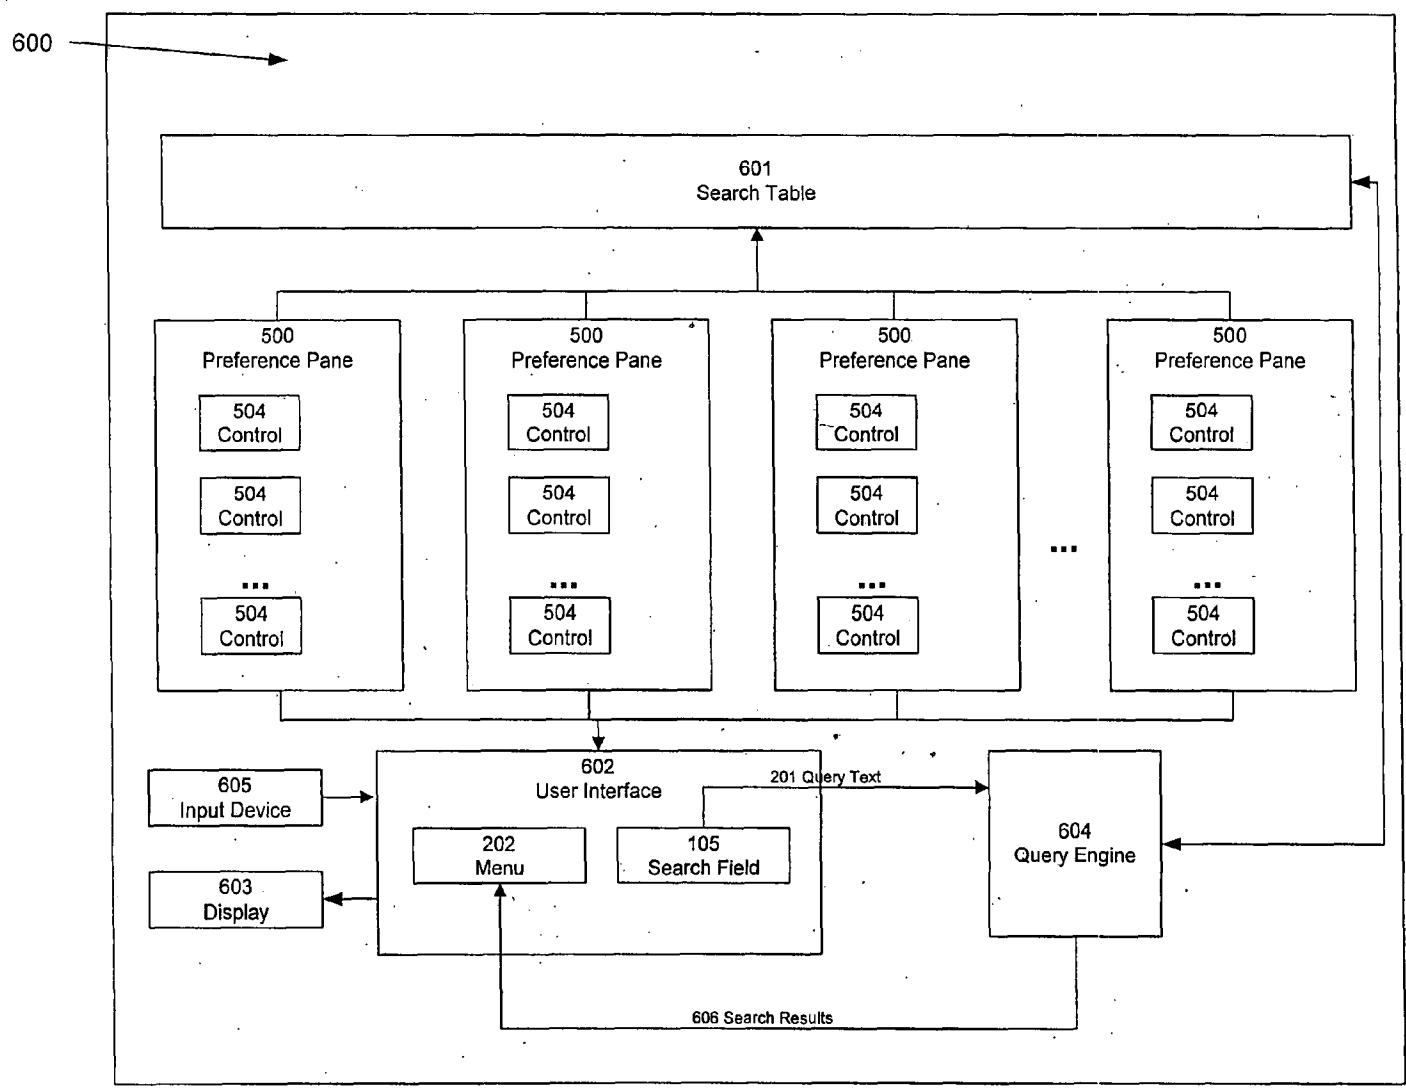 600
601
Search Table
500
Preference Pane
504
Control
504
Control
...
504
Control
500
Preference Pane
504
Control
504
Control
...
504
Control
500
Preference Pane
504
Control
504
Control
...
504
Control
...
500
Preference Pane
504
Control
504
Control
...
504
Control
605
Input Device
603
Display
602
User Interface
202
Menu
105
Search Field
201 Query Text
604
Query Engine
606 Search Results